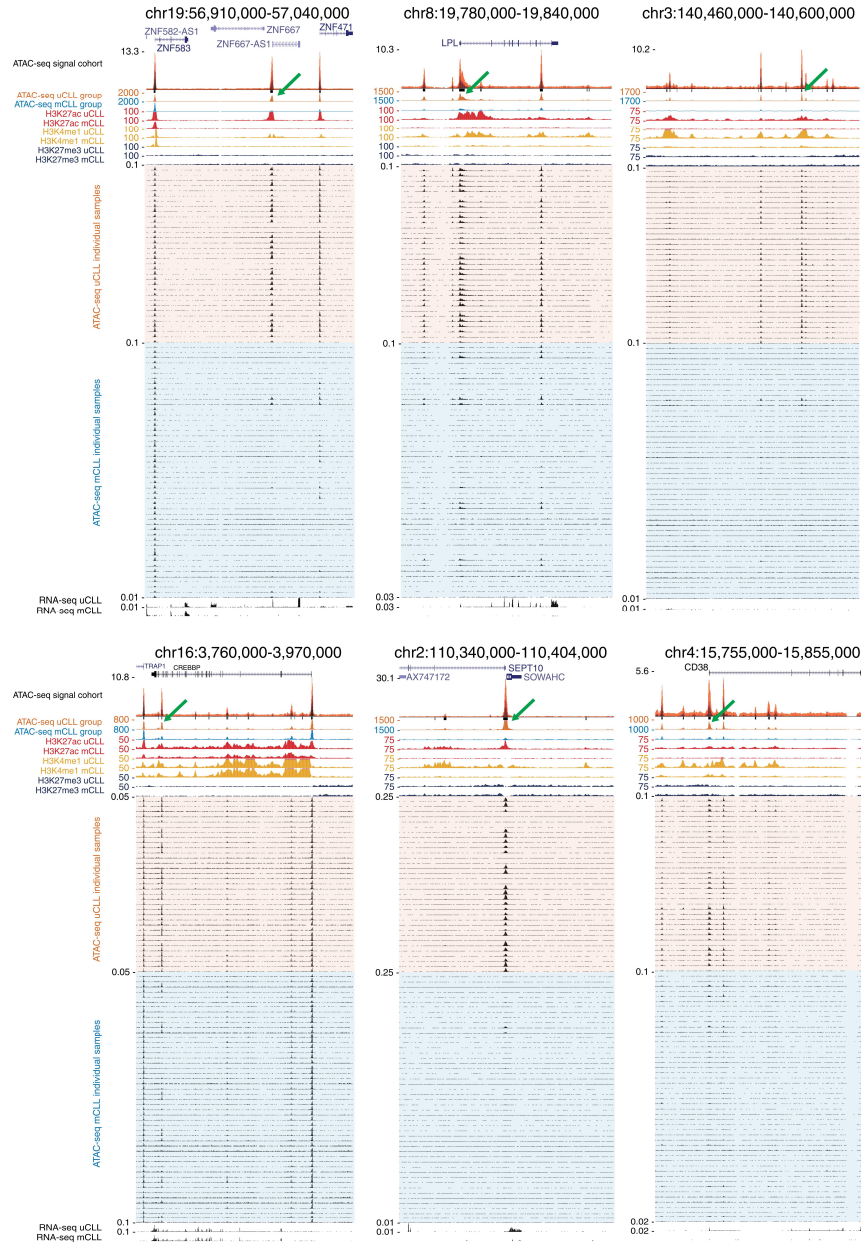 chr19:56,910,000-57,040,000
ZNF582-AS1
ZNF583
ZNF667
ZNF667-AS1
ZNF471
13.3
ATAC-seq signal cohort
ATAC-seq uCLL group
2000
ATAC-seq mCLL group
2000
H3K27ac uCLL
100
H3K27ac mCLL
100
H3K4me1 uCLL
100
H3K4me1 mCLL
100
H3K27me3 uCLL
100
H3K27me3 mCLL
100
0.1
ATAC-seq uCLL individual samples
0.1
ATAC-seq mCLL individual samples
0.01
RNA-seq uCLL
0.01
RNA-seq mCLL
chr8:19,780,000-19,840,000
LPL
10.3
1500
1500
100
100
100
100
100
100
0.1
0.1
0.03
0.03
chr3:140,460,000-140,600,000
10.2
1700
1700
75
75
75
75
75
75
0.1
0.1
0.01
0.01
chr16:3,760,000-3,970,000
TRAP1
CREBBP
10.8
ATAC-seq signal cohort
ATAC-seq uCLL group
800
ATAC-seq mCLL group
800
H3K27ac uCLL
50
H3K27ac mCLL
50
H3K4me1 uCLL
50
H3K4me1 mCLL
50
H3K27me3 uCLL
50
H3K27me3 mCLL
50
0.05
ATAC-seq uCLL individual samples
0.05
ATAC-seq mCLL individual samples
0.1
RNA-seq uCLL
0.1
RNA-seq mCLL
chr2:110,340,000-110,404,000
SEPT10
AX747172
SOWAHC
30.1
1500
1500
75
75
75
75
75
75
0.25
0.25
0.01
0.01
chr4:15,755,000-15,855,000
CD38
5.6
1000
1000
75
75
75
75
75
75
0.1
0.1
0.02
0.02